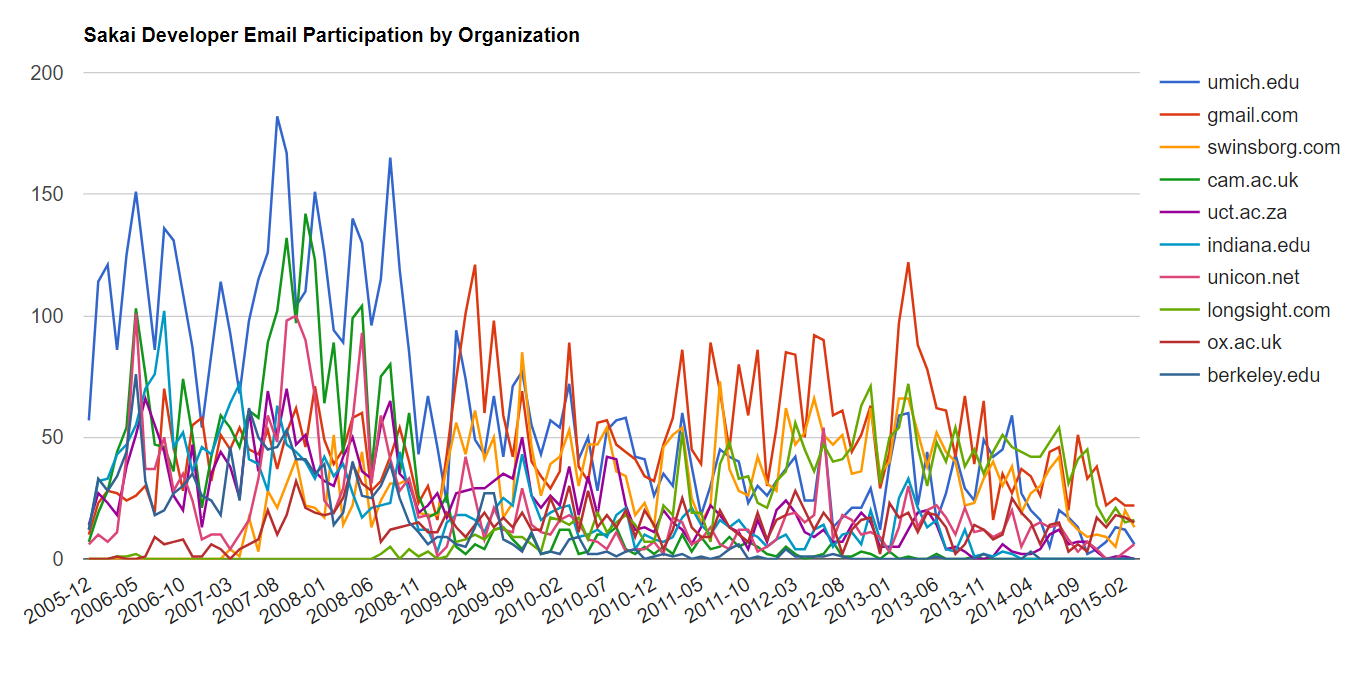 Sakai Developer Email Participation by Organization
200
150
100
50
0
umich.edu
gmail.com
swinsborg.com
cam.ac.uk
uct.ac.za
indiana.edu
unicon.net
longsight.com
ox.ac.uk
berkeley.edu
2005-12
2006-05
2006-10
2007-03
2007-08
2008-01
2008-06
2008-11
2009-04
2009-09
2010-02
2010-07
2010-12
2011-05
2011-10
2012-03
2012-08
2013-01
2013-06
2013-11
2014-04
2014-09
2015-02